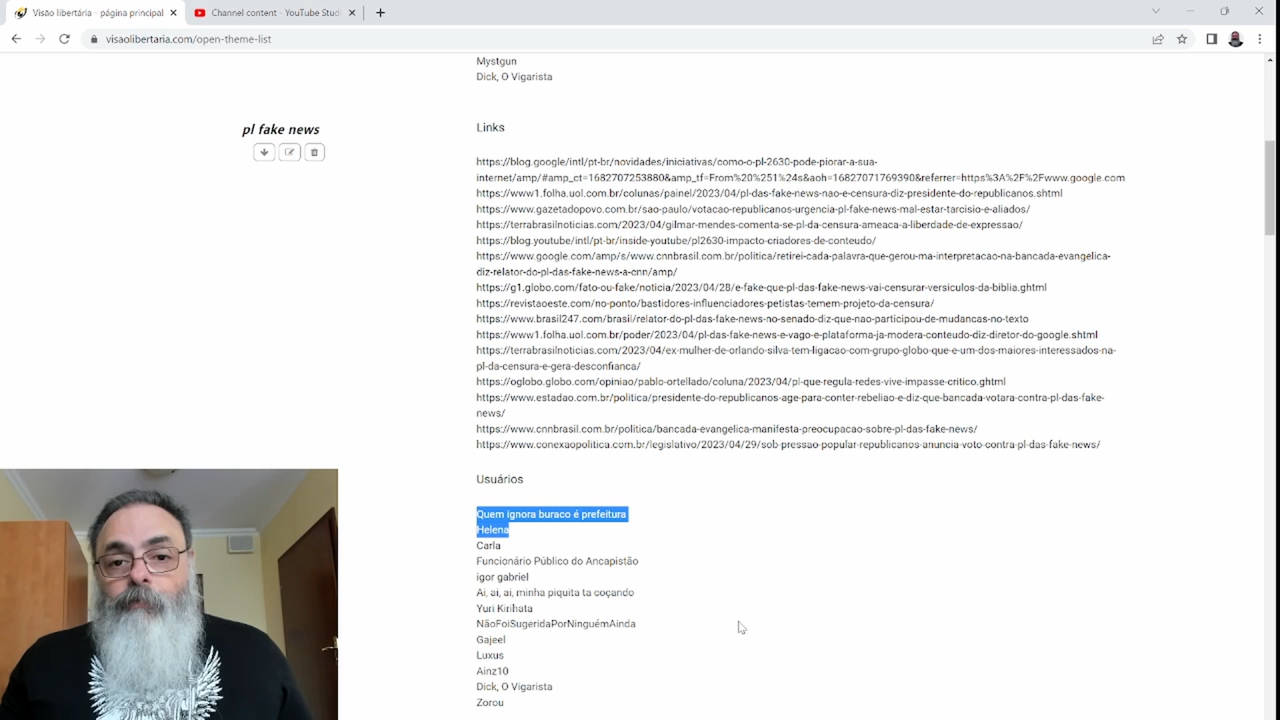 Visão libertária - página principal
Channel content - YouTube Stud
visaolibertaria.com/open-theme-list
Mystgun
Dick, O Vigarista
pl fake news
Links
https://blog.google/intl/pt-br/novidades/iniciativas/como-o-pl-2630-pode-piorar-a-sua-
internet/amp/#amp_ct=1682707253880&amp_tf=From%20%251%24s&aoh=16827071769390&referrer=https%3A%2F%2Fwww.google.com
https://www1.folha.uol.com.br/colunas/painel/2023/04/pl-das-fake-news-nao-e-censura-diz-presidente-do-republicanos.shtml
https://www.gazetadopovo.com.br/sao-paulo/votacao-republicanos-urgencia-pl-fake-news-mal-estar-tarcisio-e-aliados/
https://terrabrasilnoticias.com/2023/04/gilmar-mendes-comenta-se-pl-da-censura-ameaca-a-liberdade-de-expressao/
https://blog.youtube/intl/pt-br/inside-youtube/pl2630-impacto-criadores-de-conteudo/
https://www.google.com/amp/s/www.cnnbrasil.com.br/politica/retirei-cada-palavra-que-gerou-ma-interpretacao-na-bancada-evangelica-
diz-relator-do-pl-das-fake-news-a-cnn/amp/
https://g1.globo.com/fato-ou-fake/noticia/2023/04/28/e-fake-que-pl-das-fake-news-vai-censurar-versiculos-da-biblia.ghtml
https://revistaoeste.com/no-ponto/bastidores-influenciadores-petistas-temem-projeto-da-censura/
https://www.brasil247.com/brasil/relator-do-pl-das-fake-news-no-senado-diz-que-nao-participou-de-mudancas-no-texto
https://www1.folha.uol.com.br/poder/2023/04/pl-das-fake-news-e-vago-e-plataforma-ja-modera-conteudo-diz-diretor-do-google.shtml
https://terrabrasilnoticias.com/2023/04/ex-mulher-de-orlando-silva-tem-ligacao-com-grupo-globo-que-e-um-dos-maiores-interessados-na-
pl-da-censura-e-gera-desconfianca/
https://oglobo.globo.com/opiniao/pablo-ortellado/coluna/2023/04/pl-que-regula-redes-vive-impasse-critico.ghtml
https://www.estadao.com.br/politica/presidente-do-republicanos-age-para-conter-rebeliao-e-diz-que-bancada-votara-contra-pl-das-fake-
news/
https://www.cnnbrasil.com.br/politica/bancada-evangelica-manifesta-preocupacao-sobre-pl-das-fake-news/
https://www.conexaopolitica.com.br/legislativo/2023/04/29/sob-pressao-popular-republicanos-anuncia-voto-contra-pl-das-fake-news/
Usuários
Quem ignora buraco é prefeitura
Helena
Carla
Funcionário Público do Ancapistão
igor gabriel
Ai, ai, ai, minha piquita ta coçando
Yuri Kirihata
NãoFoiSugeridaPorNinguémAinda
Gajeel
Luxus
Ainz10
Dick, O Vigarista
Zorou